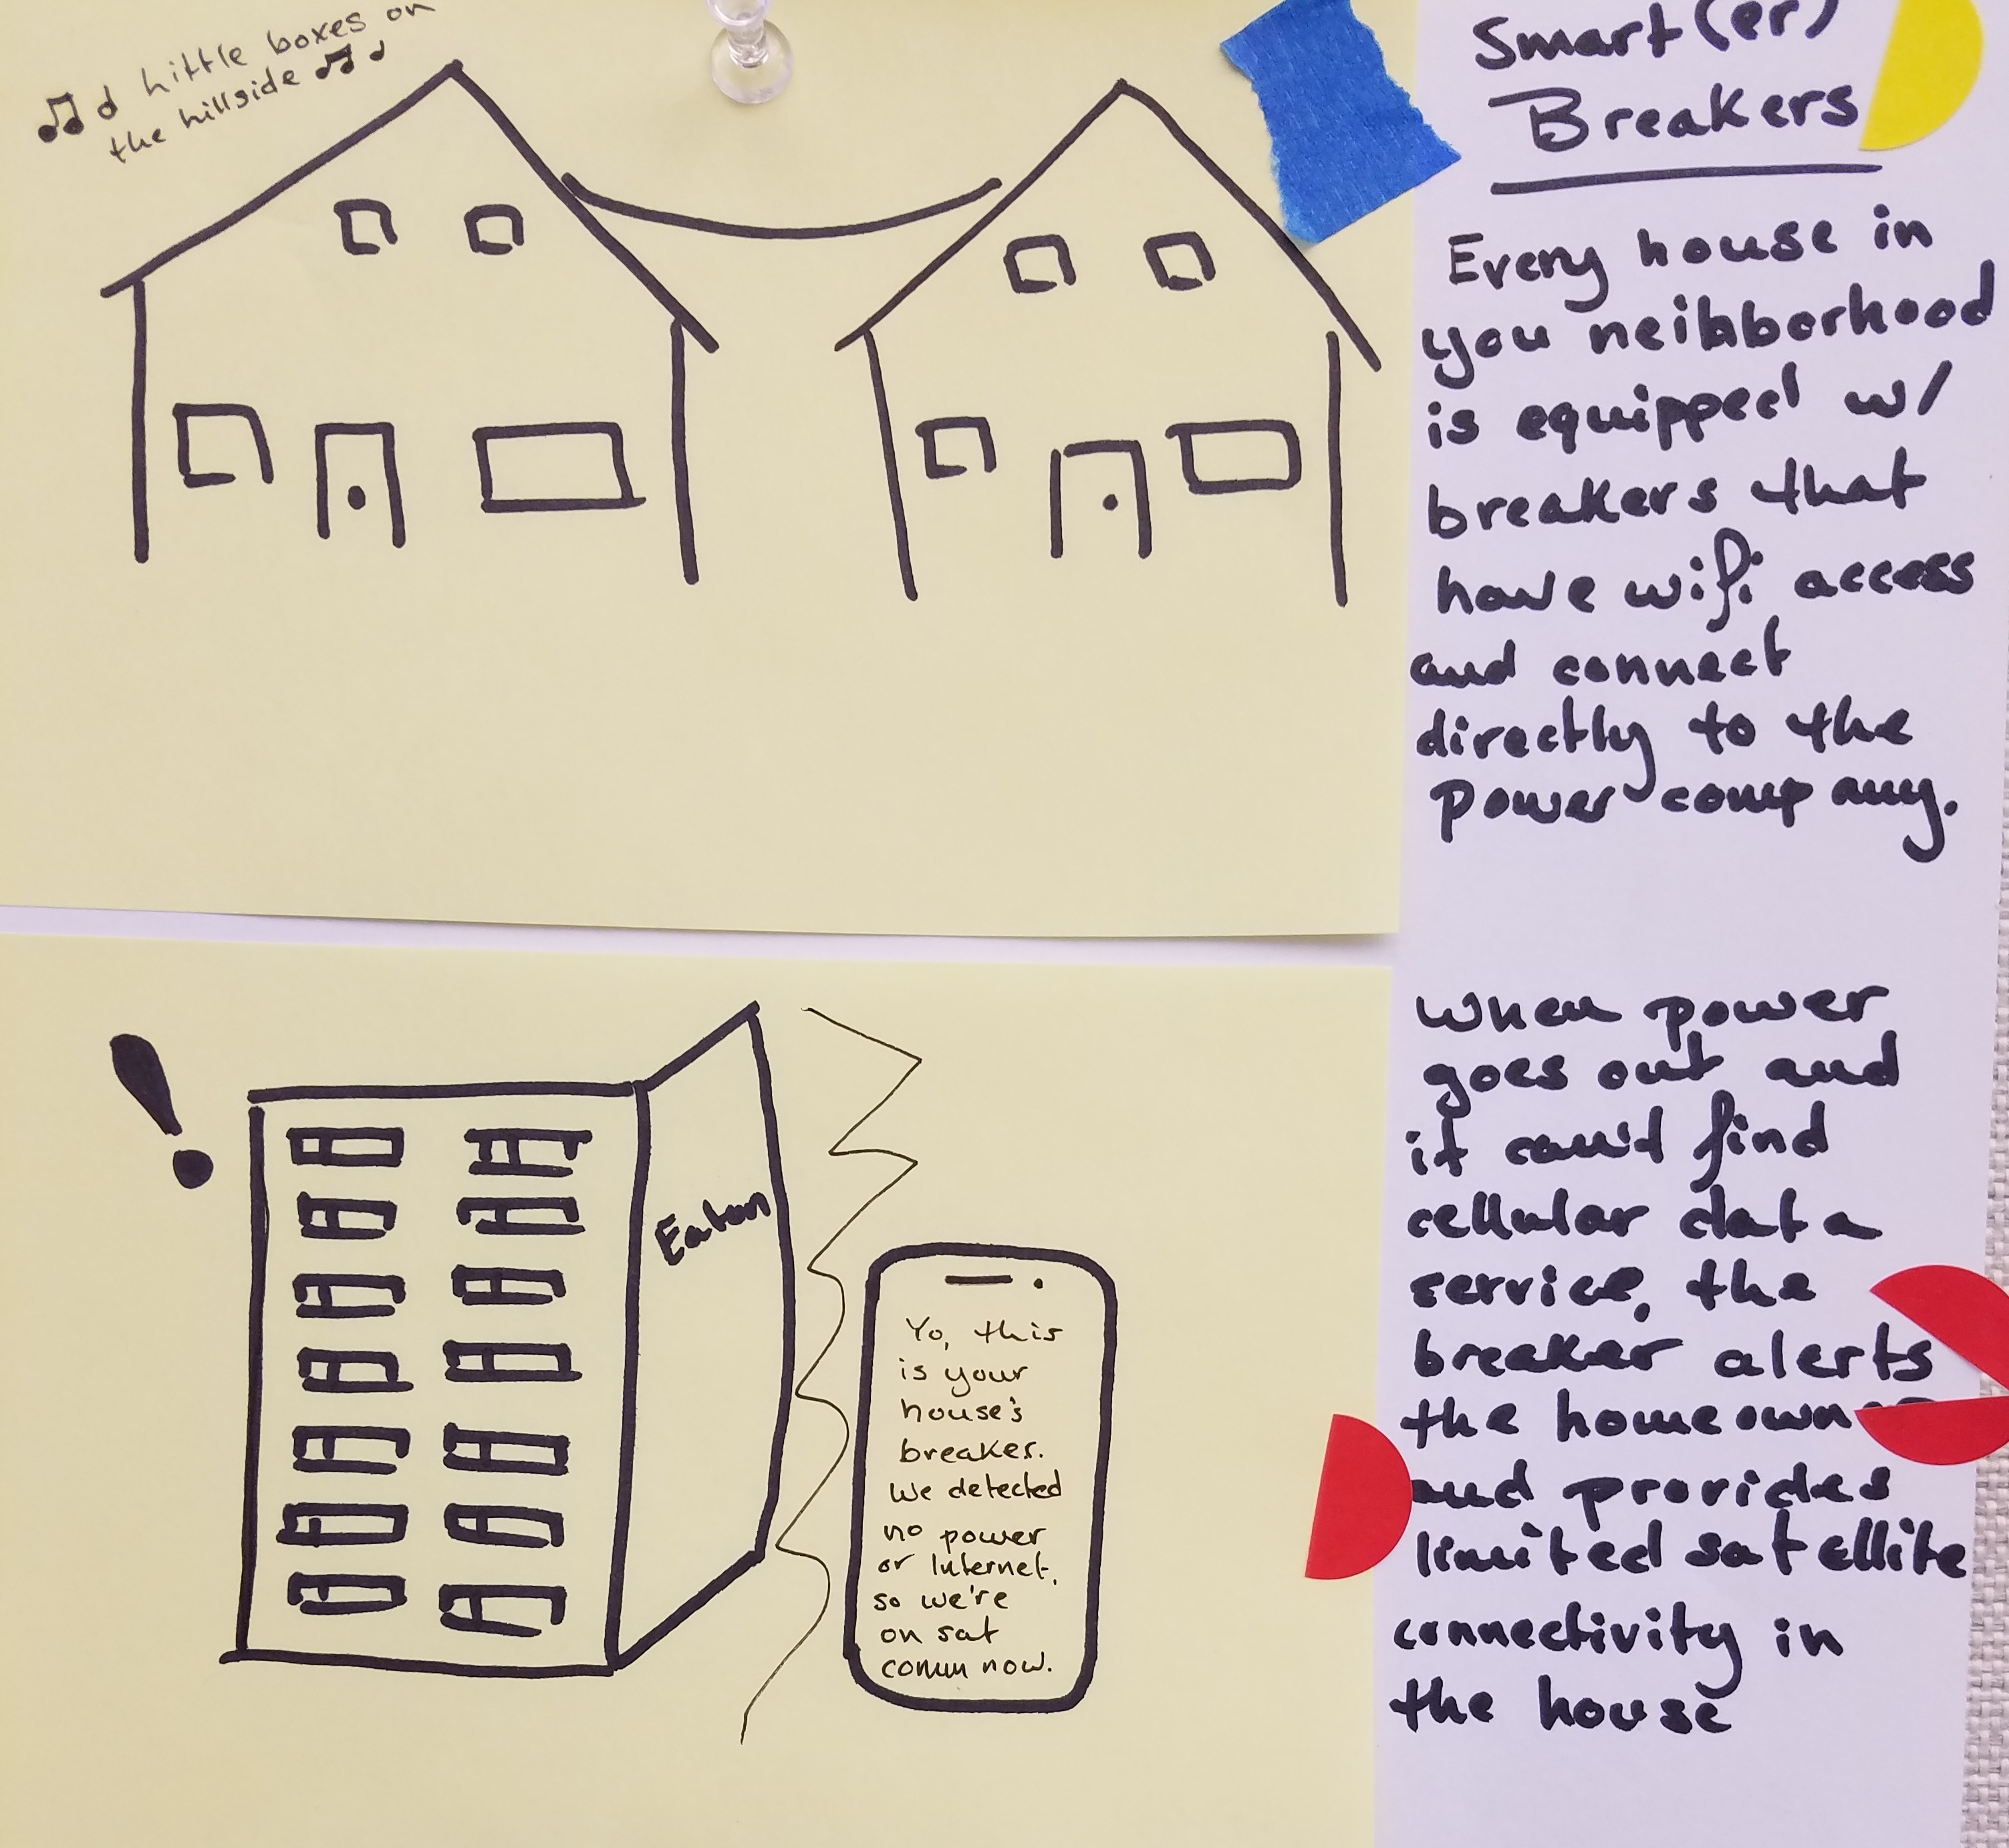 Little boxes on
the hillside
Smart(er)
Breakers
Every house in
you neihborhood
is equipped w/
breakers that
have wifi access
and connect
directly to the
power company.
When power
goes out and
it can't find
cellular data
service, the
breaker alerts
the homeowner
and provides
limited satellite
connectivity in
the house
Eaton
Yo, this
is your
house's
breaker.
We detected
no power
or Internet,
so we're
on sat
comm now.